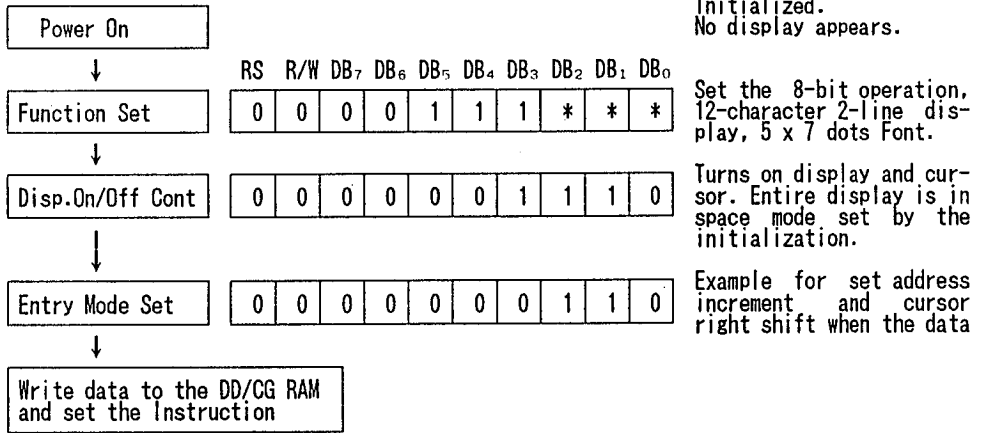 Initialized.
Power On
No display appears.
RS R/W DB₇ DB₆ DB₅ DB₄ DB₃ DB₂ DB₁ DB₀
Function Set 0 0 0 0 1 1 1 * * *
Set the 8-bit operation,
12-character 2-line dis-
play, 5 x 7 dots Font.
Disp.On/Off Cont 0 0 0 0 0 0 1 1 1 0
Turns on display and cur-
sor. Entire display is in
space mode set by the
initialization.
Entry Mode Set 0 0 0 0 0 0 0 1 1 0
Example for set address
increment and cursor
right shift when the data
Write data to the DD/CG RAM
and set the Instruction